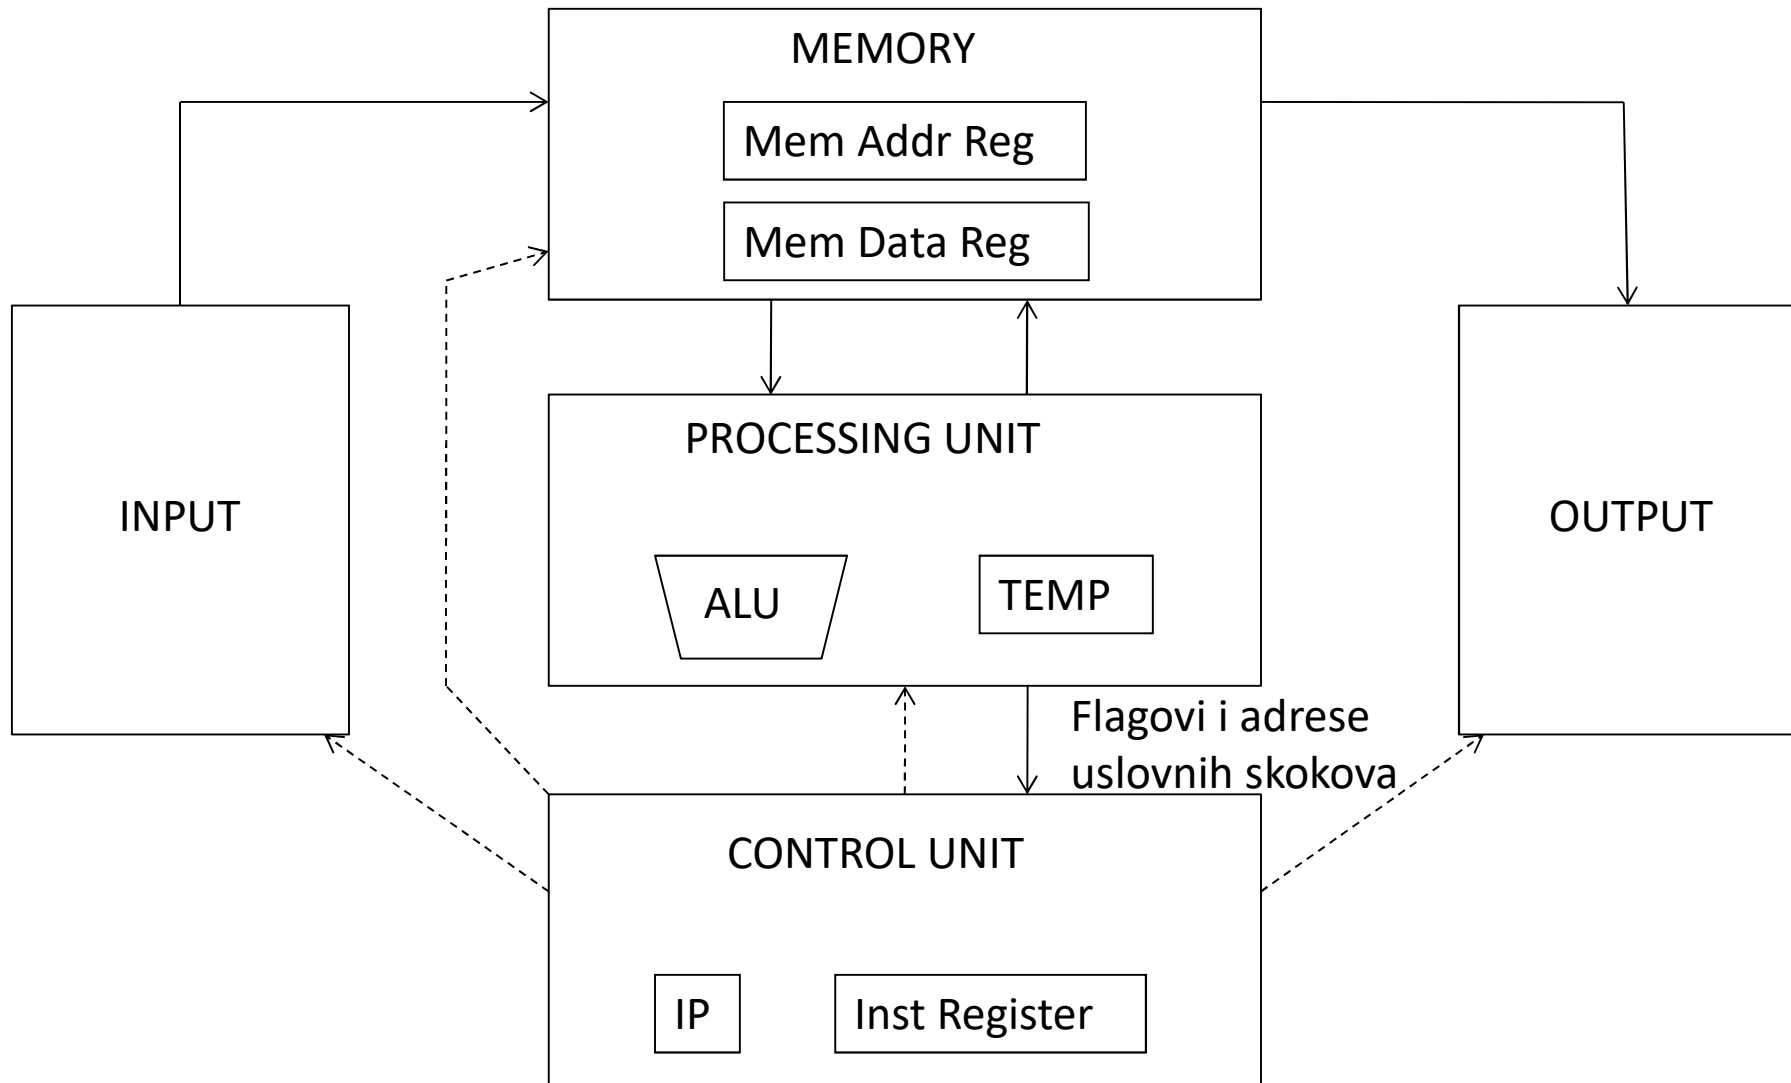 MEMORY
Mem Addr Reg
Mem Data Reg
PROCESSING UNIT
INPUT
OUTPUT
ALU
TEMP
Flagovi i adrese
uslovnih skokova
CONTROL UNIT
IP
Inst Register